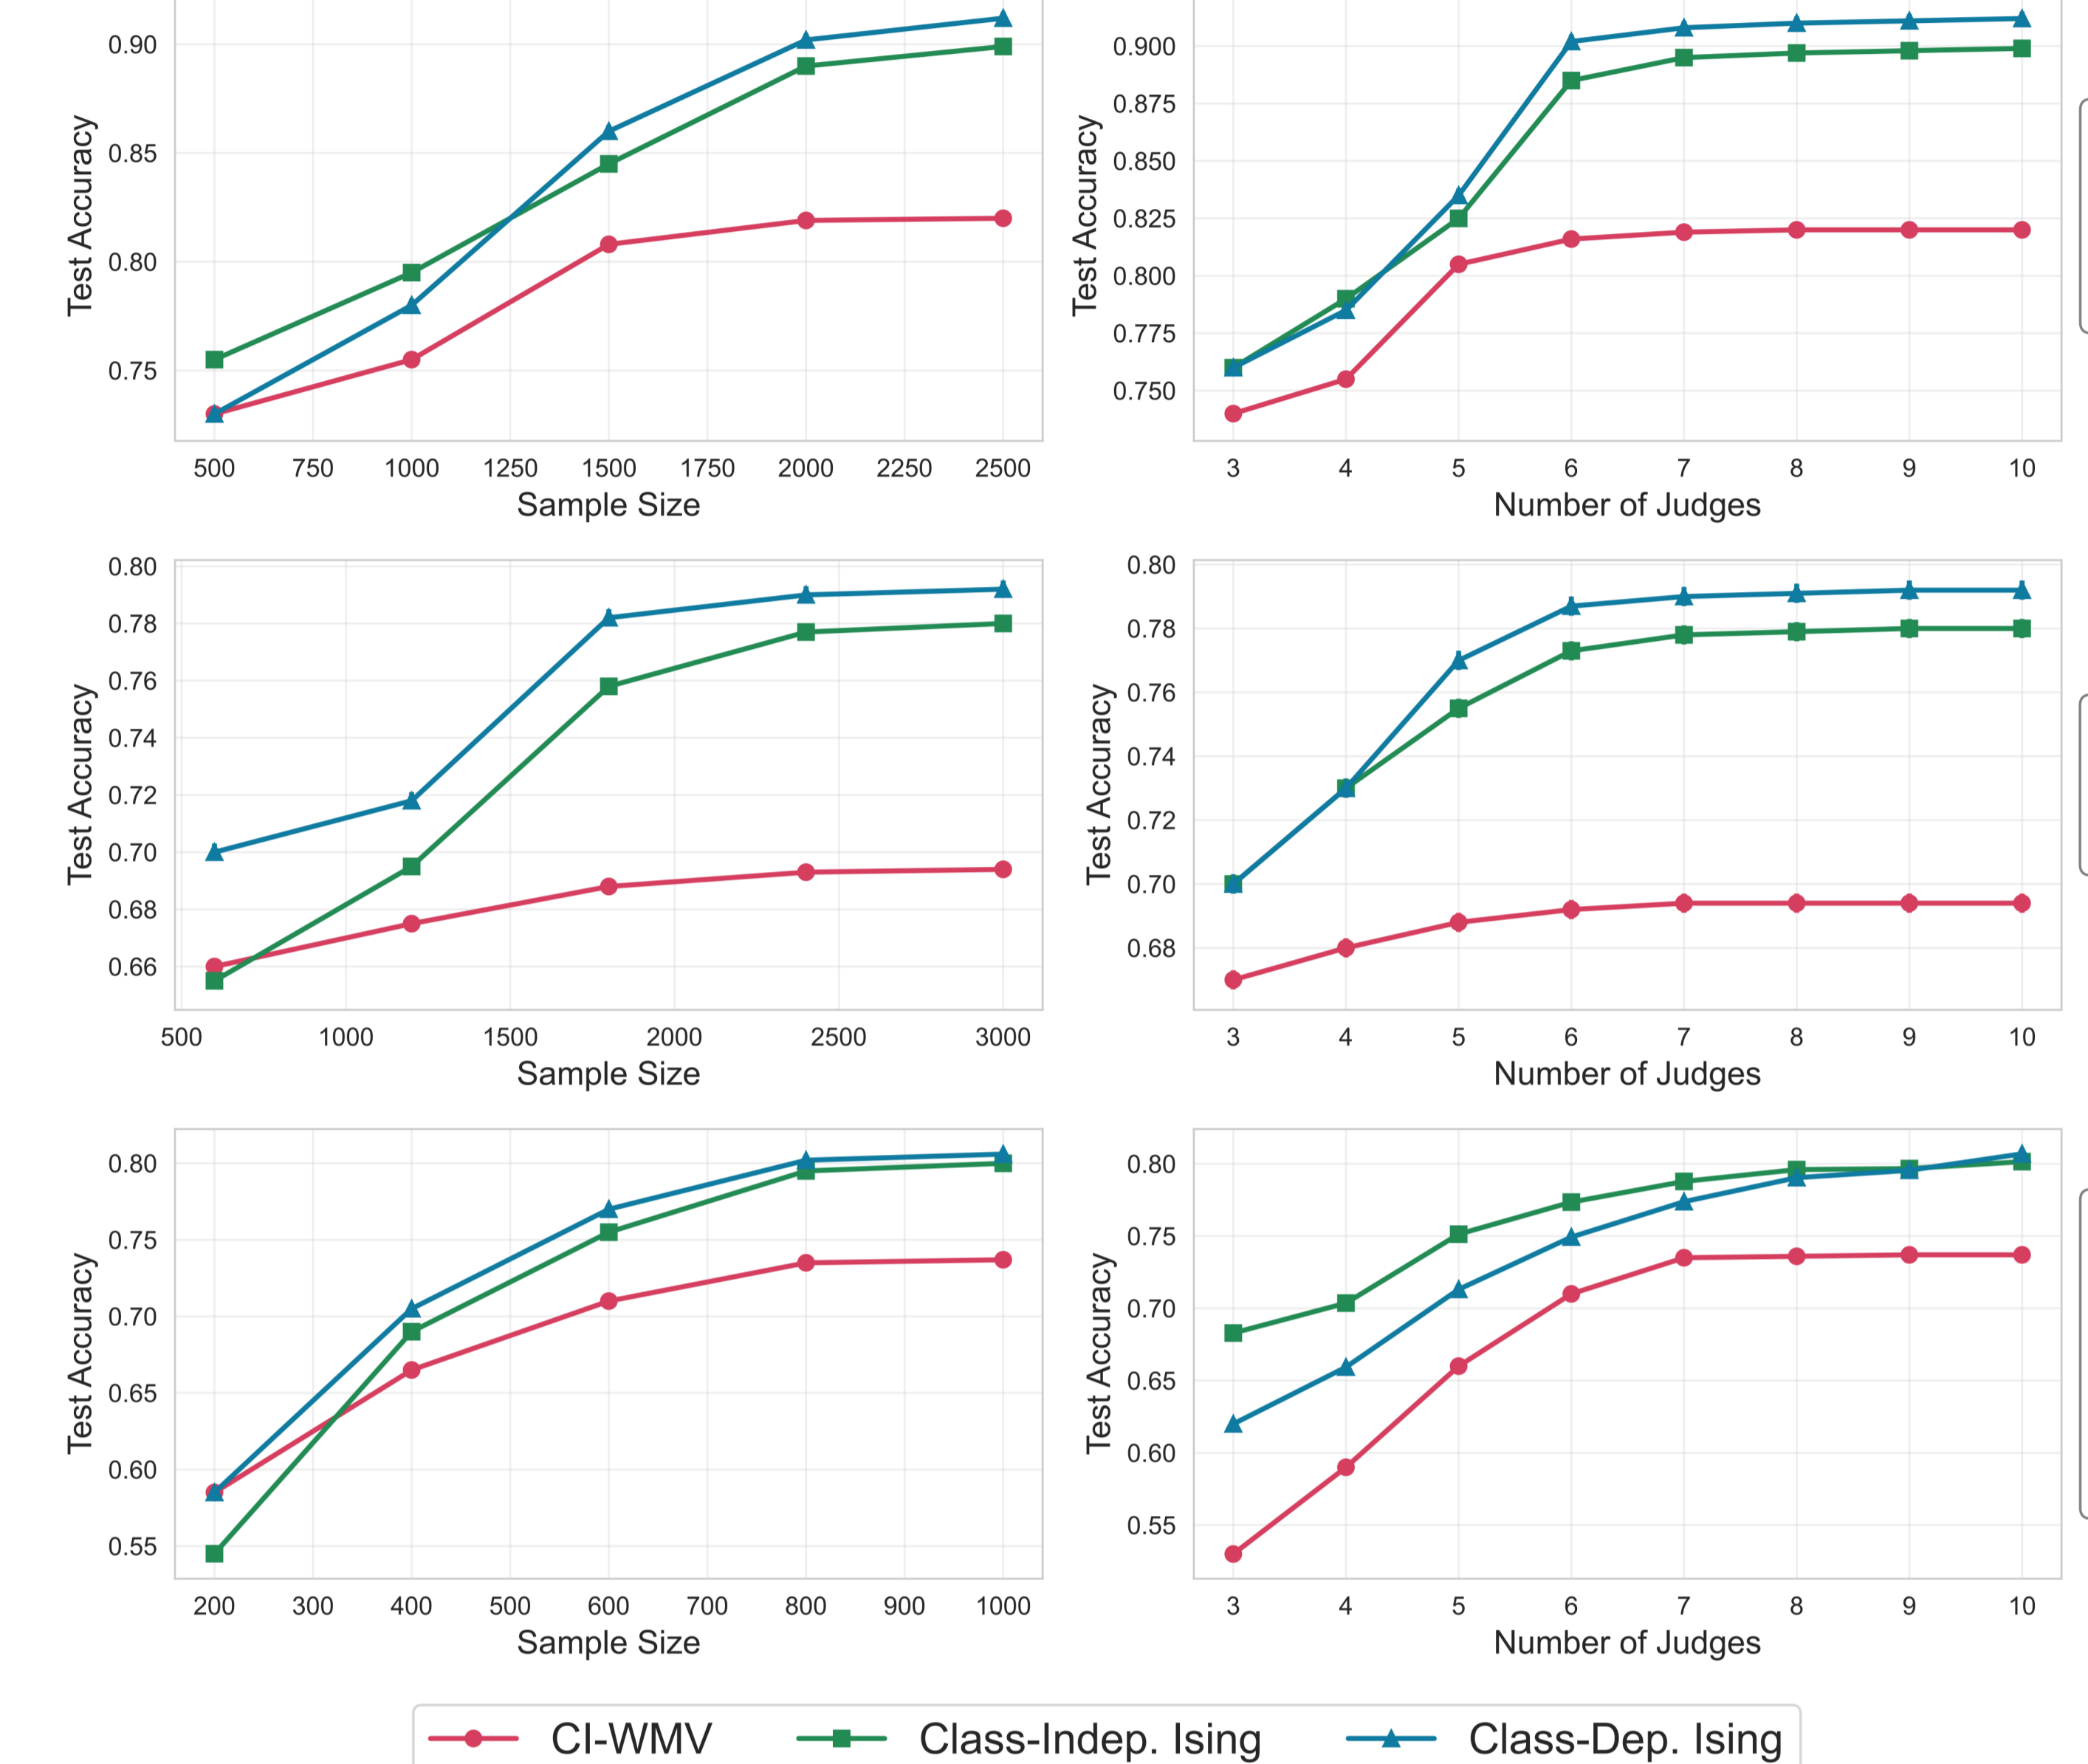 0.90
0.85
0.80
0.75
Test Accuracy
500 750 1000 1250 1500 1750 2000 2250 2500
Sample Size
0.900
0.875
0.850
0.825
0.800
0.775
0.750
Test Accuracy
3 4 5 6 7 8 9 10
Number of Judges
0.80
0.78
0.76
0.74
0.72
0.70
0.68
0.66
Test Accuracy
500 1000 1500 2000 2500 3000
Sample Size
0.80
0.78
0.76
0.74
0.72
0.70
0.68
Test Accuracy
3 4 5 6 7 8 9 10
Number of Judges
0.80
0.75
0.70
0.65
0.60
0.55
Test Accuracy
200 300 400 500 600 700 800 900 1000
Sample Size
0.80
0.75
0.70
0.65
0.60
0.55
Test Accuracy
3 4 5 6 7 8 9 10
Number of Judges
CI-WMV Class-Indep. Ising Class-Dep. Ising